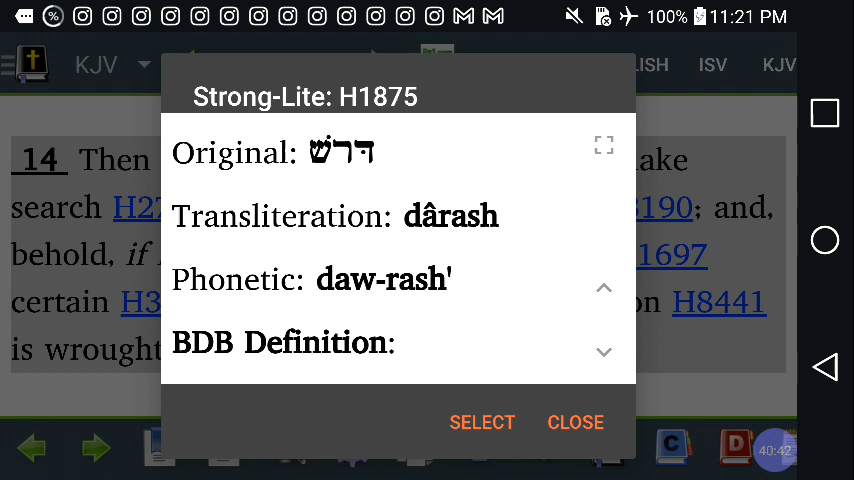 100% 11:21 PM
KJV LISH ISV KJV
Strong-Lite: H1875
Original: דּרשׁ
Transliteration: dârash
Phonetic: daw-rash'
BDB Definition:
SELECT CLOSE
14 Then ake
search H27 3190; and,
behold, if 1697
certain H3 on H8441
is wrought
C D 40:42